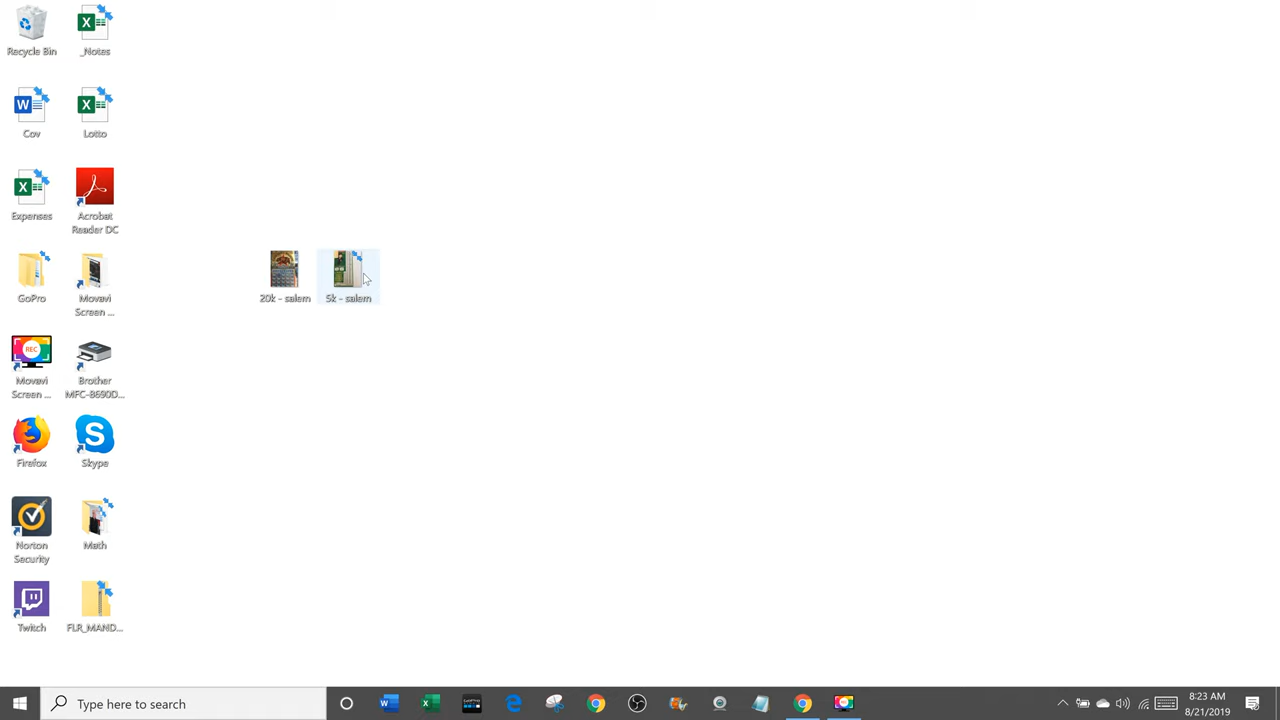 Recycle Bin
_Notes
Cov
Lotto
Expenses
Acrobat
Reader DC
GoPro
Movavi
Screen ...
20k - salem
5k - salem
REC
Movavi
Screen ...
Brother
MFC-8690D...
Firefox
Skype
Norton
Security
Math
Twitch
FLR_MAND...
Type here to search
8:23 AM
8/21/2019